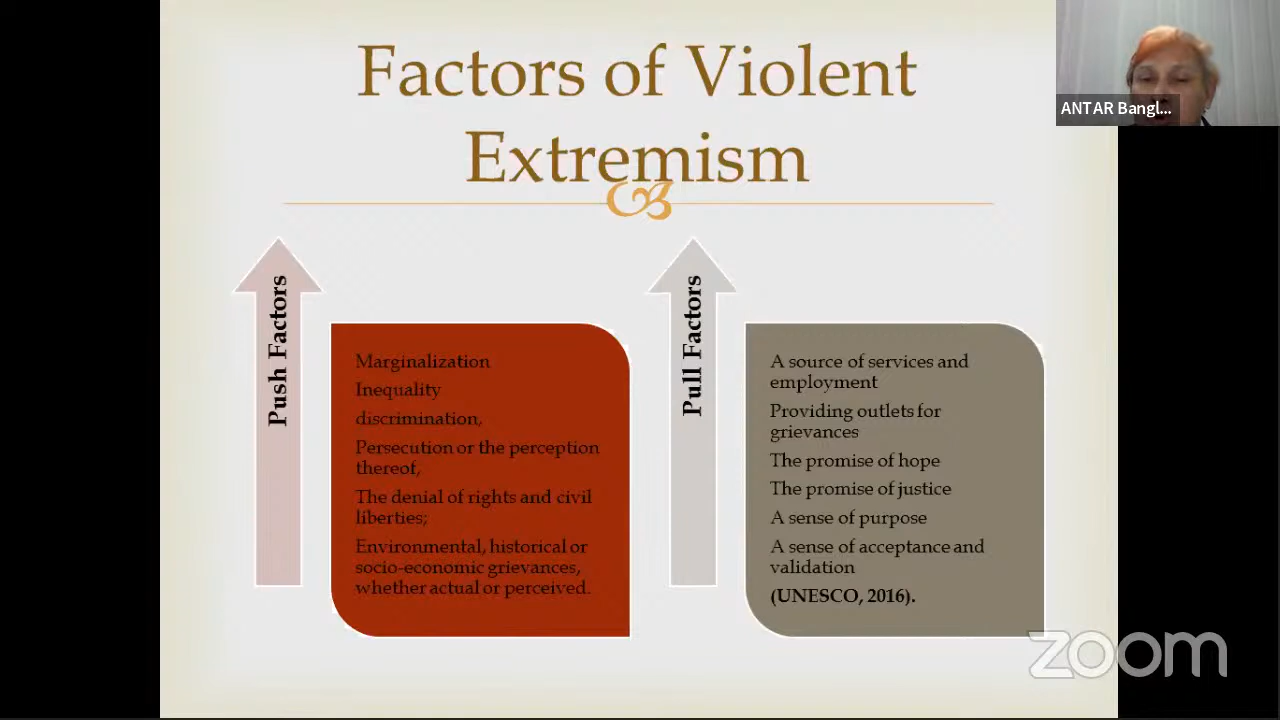 Factors of Violent
Extremism
ANTAR Bangl...
Push Factors
Marginalization
Inequality
discrimination,
Persecution or the perception
thereof,
The denial of rights and civil
liberties;
Environmental, historical or
socio-economic grievances,
whether actual or perceived.
Pull Factors
A source of services and
employment
Providing outlets for
grievances
The promise of hope
The promise of justice
A sense of purpose
A sense of acceptance and
validation
(UNESCO, 2016).
zoom